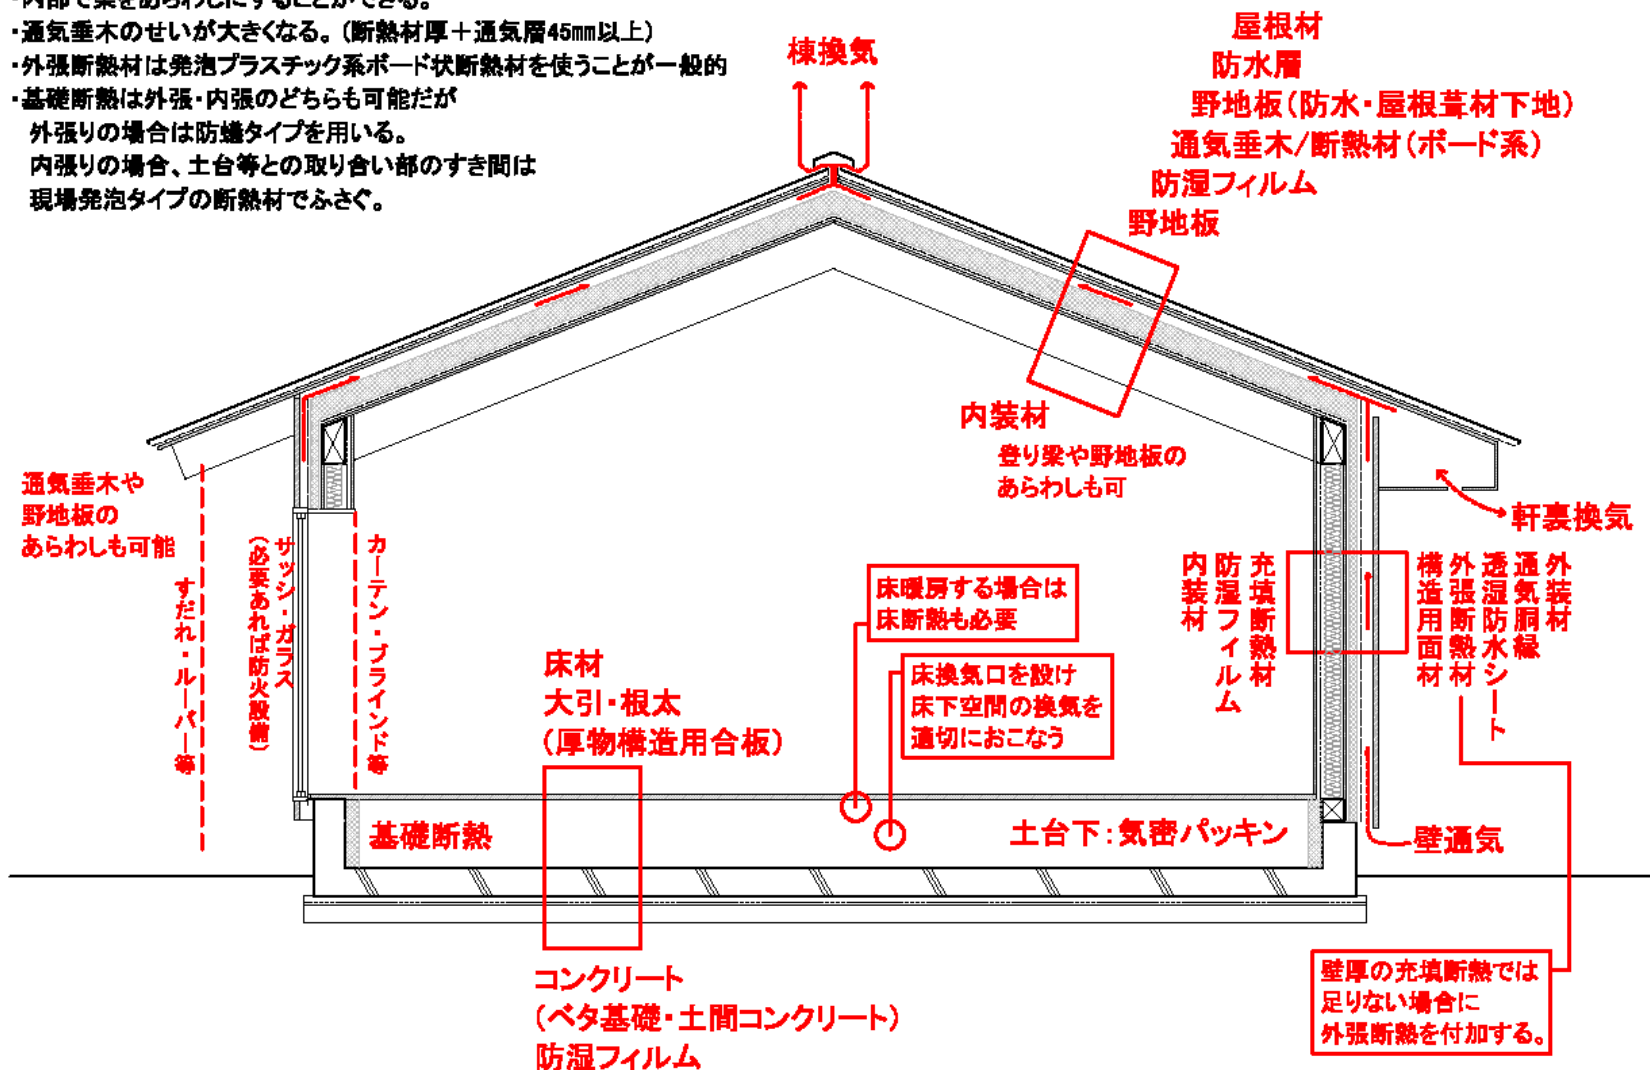 ・内部で梁をあらわしにすることができる。
・通気垂木のせいが大きくなる。(断熱材厚＋通気層45mm以上)
・外張断熱材は発泡プラスチック系ボード状断熱材を使うことが一般的
・基礎断熱は外張・内張のどちらも可能だが
外張りの場合は防蟻タイプを用いる。
内張りの場合、土台等との取り合い部のすき間は
現場発泡タイプの断熱材でふさぐ。
棟換気
屋根材
防水層
野地板(防水・屋根葺材下地)
通気垂木/断熱材(ボード系)
防湿フィルム
野地板
内装材
登り梁や野地板の
あらわしも可
通気垂木や
野地板の
あらわしも可能
すだれ・ルーバー等
サッシ・ガラス
(必要あれば防火設備)
カーテン・ブラインド等
軒裏換気
外装材
通気胴縁
透湿防水シート
外張断熱材
構造用面材
充填断熱材
防湿フィルム
内装材
床暖房する場合は
床断熱も必要
床換気口を設け
床下空間の換気を
適切におこなう
床材
大引・根太
(厚物構造用合板)
基礎断熱
土台下:気密パッキン
壁通気
コンクリート
(ベタ基礎・土間コンクリート)
防湿フィルム
壁厚の充填断熱では
足りない場合に
外張断熱を付加する。